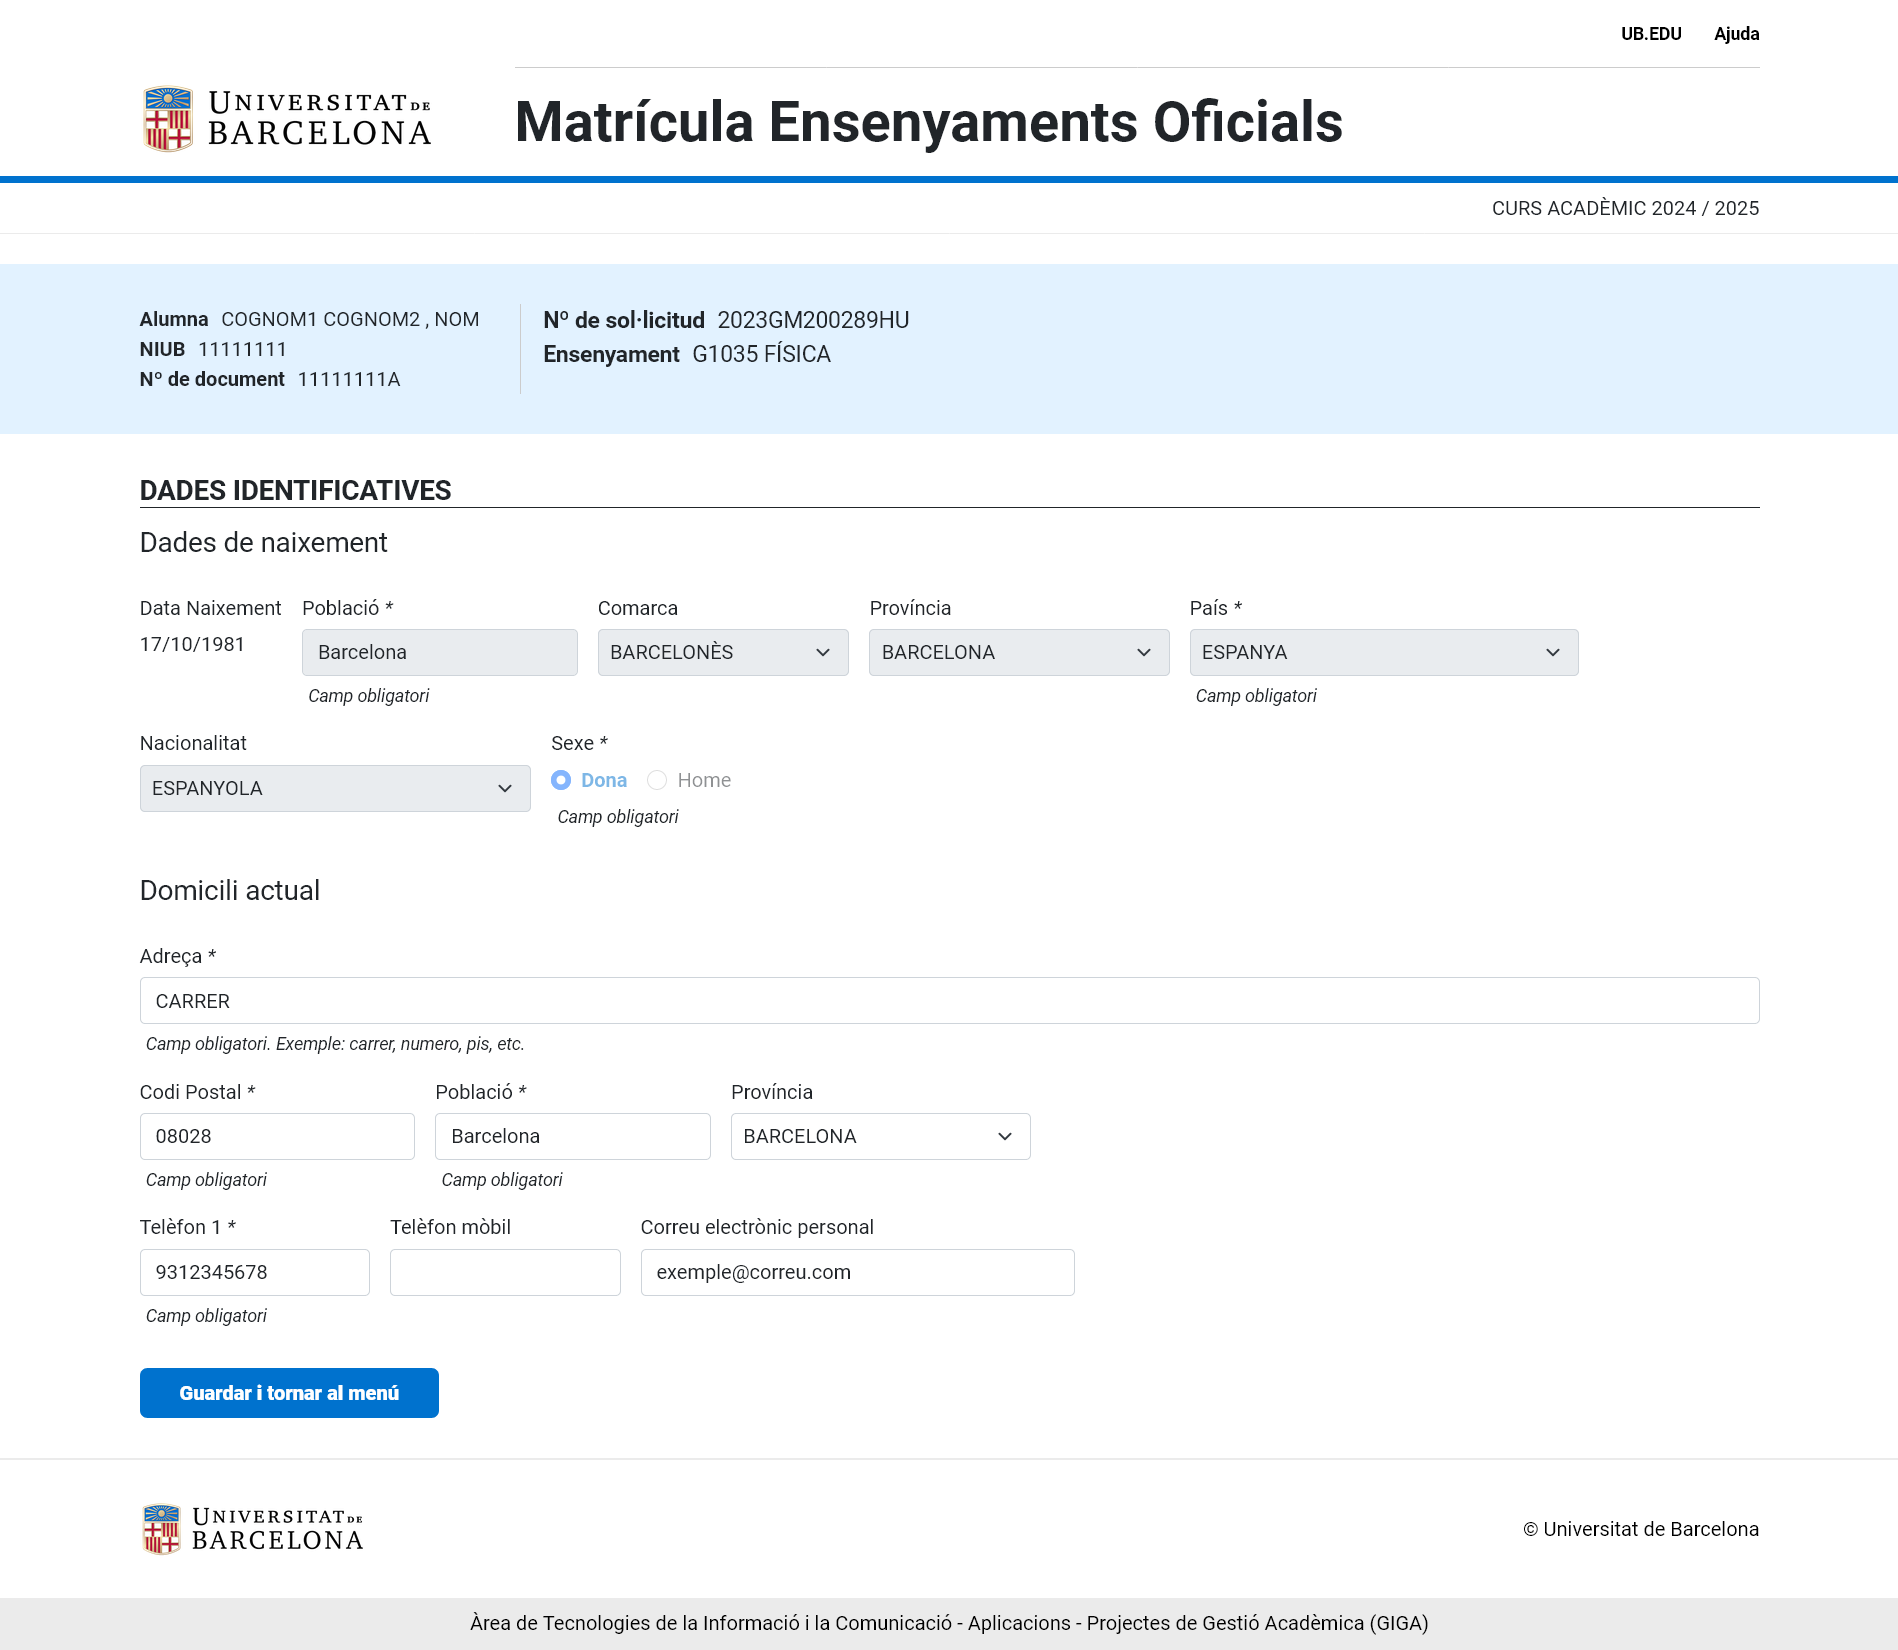 UB.EDU Ajuda
UNIVERSITAT DE
BARCELONA
Matrícula Ensenyaments Oficials
CURS ACADÈMIC 2024 / 2025
Alumna COGNOM1 COGNOM2 , NOM
NIUB 11111111
Nº de document 11111111A
Nº de sol·licitud 2023GM200289HU
Ensenyament G1035 FÍSICA
DADES IDENTIFICATIVES
Dades de naixement
Data Naixement Població * Comarca Província País *
17/10/1981 Barcelona BARCELONÈS BARCELONA ESPANYA
Camp obligatori Camp obligatori
Nacionalitat Sexe *
ESPANYOLA Dona Home
Camp obligatori
Domicili actual
Adreça *
CARRER
Camp obligatori. Exemple: carrer, numero, pis, etc.
Codi Postal * Població * Província
08028 Barcelona BARCELONA
Camp obligatori Camp obligatori
Telèfon 1 * Telèfon mòbil Correu electrònic personal
9312345678 exemple@correu.com
Camp obligatori
Guardar i tornar al menú
UNIVERSITAT DE
BARCELONA
© Universitat de Barcelona
Àrea de Tecnologies de la Informació i la Comunicació - Aplicacions - Projectes de Gestió Acadèmica (GIGA)